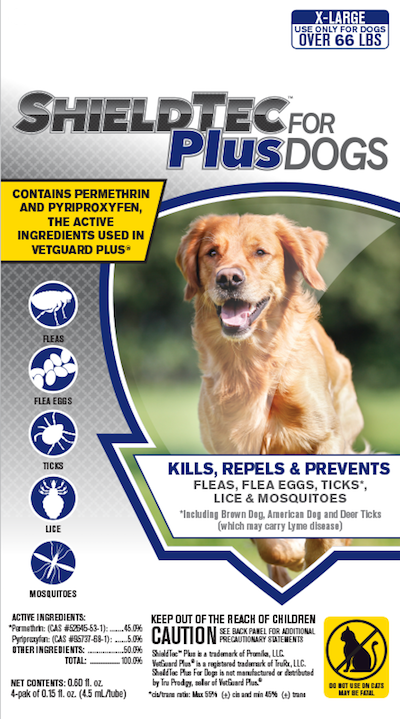 X-LARGE
USE ONLY FOR DOGS
OVER 66 LBS
SHIELDTEC™ FOR
Plus DOGS
CONTAINS PERMETHRIN
AND PYRIPROXYFEN,
THE ACTIVE
INGREDIENTS USED IN
VETGUARD PLUS®
FLEAS
FLEA EGGS
TICKS
LICE
MOSQUITOES
KILLS, REPELS & PREVENTS
FLEAS, FLEA EGGS, TICKS*,
LICE & MOSQUITOES
*Including Brown Dog, American Dog and Deer Ticks
(which may carry Lyme disease)
ACTIVE INGREDIENTS:
*Permethrin: (CAS #52645-53-1): .......45.0%
Pyriproxyfen: (CAS #95737-68-1): .....5.0%
OTHER INGREDIENTS: ..............50.0%
TOTAL: ..............100.0%
NET CONTENTS: 0.60 fl. oz.
4-pak of 0.15 fl. oz. (4.5 mL/tube)
KEEP OUT OF THE REACH OF CHILDREN
CAUTION SEE BACK PANEL FOR ADDITIONAL
PRECAUTIONARY STATEMENTS
ShieldTec™ Plus is a trademark of Promika, LLC.
VetGuard Plus® is a registered trademark of TruRx, LLC.
ShieldTec Plus For Dogs is not manufactured or distributed
by Tru Prodigy, seller of VetGuard Plus.®
*cis/trans ratio: Max 55% (±) cis and min 45% (±) trans
DO NOT USE ON CATS
MAY BE FATAL